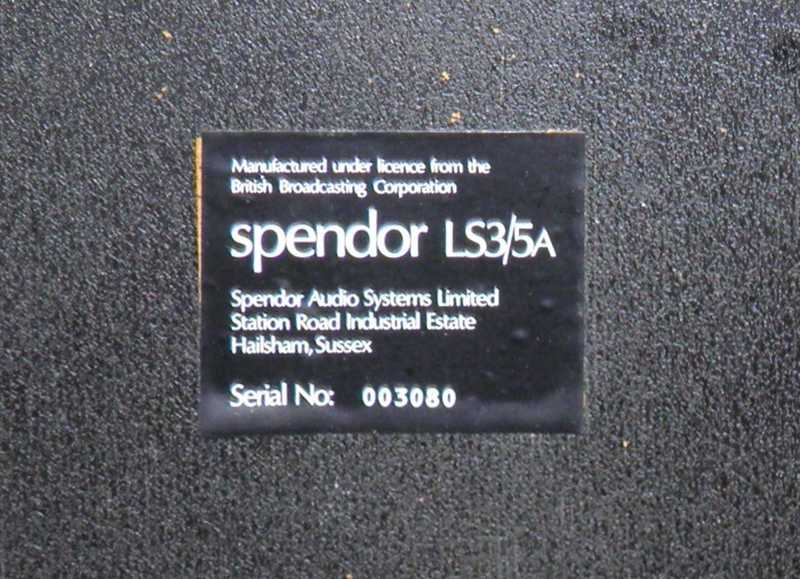 Manufactured under licence from the
British Broadcasting Corporation
spendor LS3/5A
Spendor Audio Systems Limited
Station Road Industrial Estate
Hailsham, Sussex
Serial No: 003080